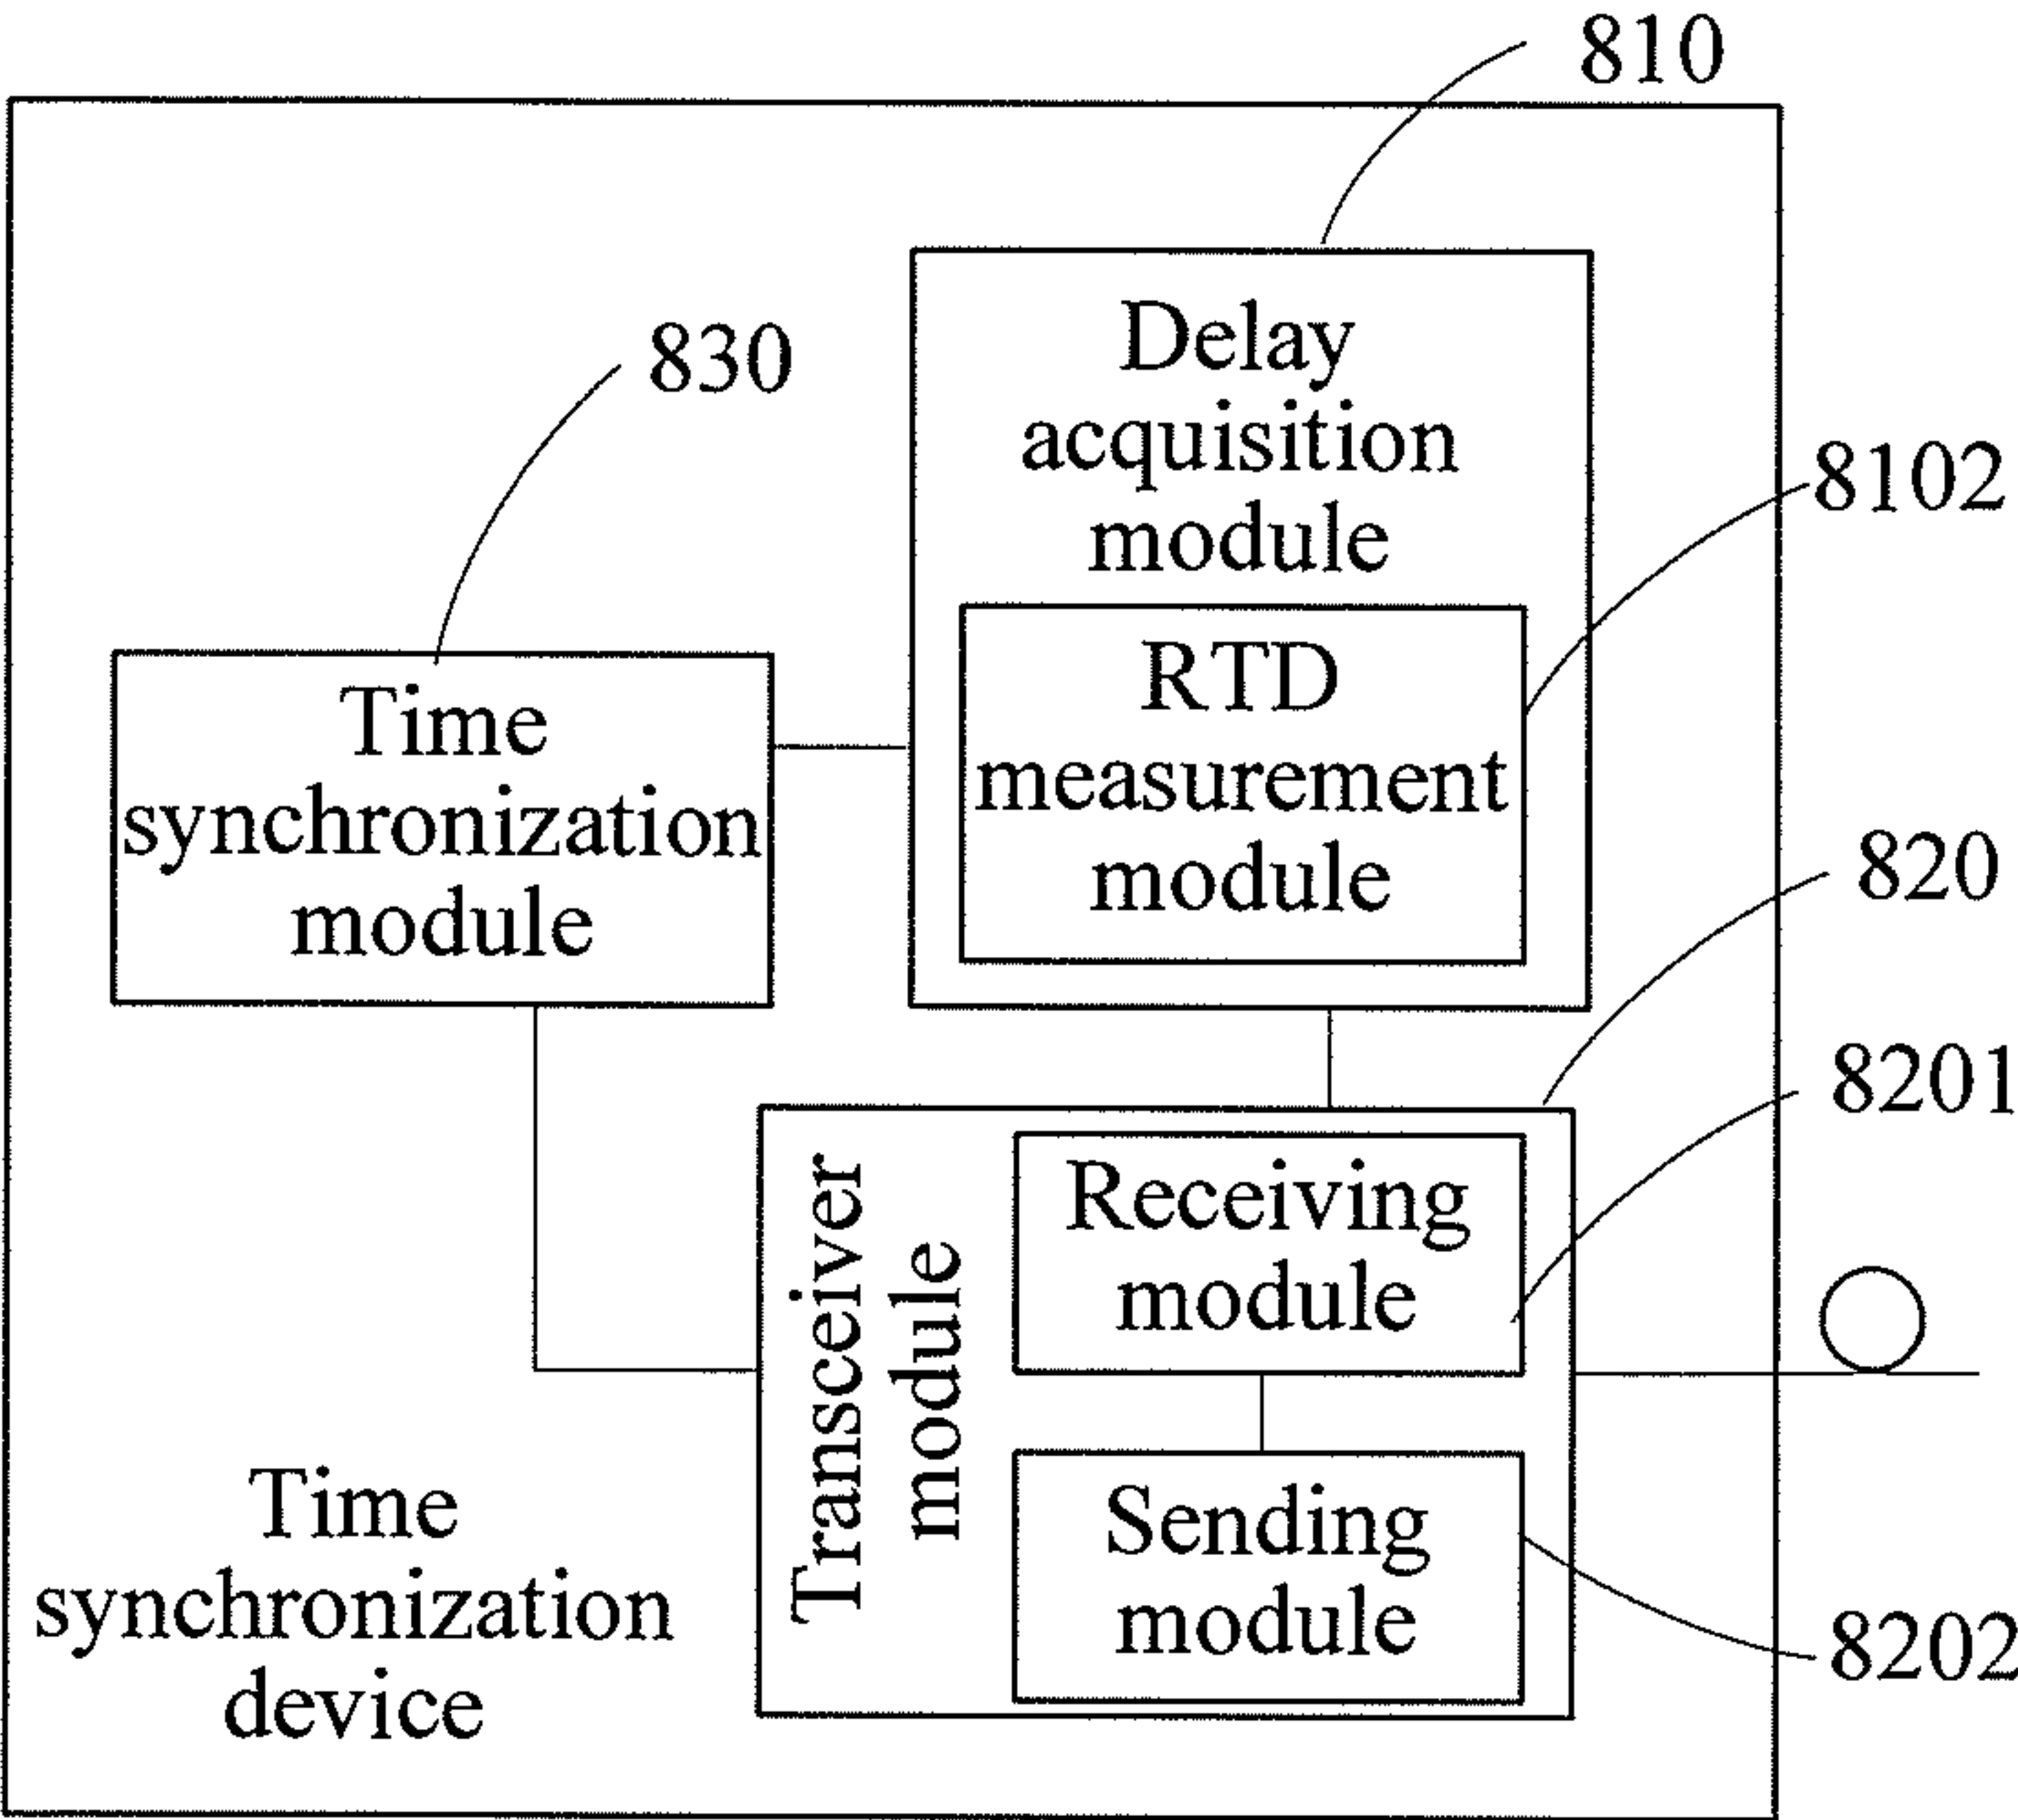 810
Delay
acquisition
module
830
8102
RTD
measurement
module
Time
synchronization
module
820
8201
Transceiver
module
Receiving
module
Sending
module
8202
Time
synchronization
device